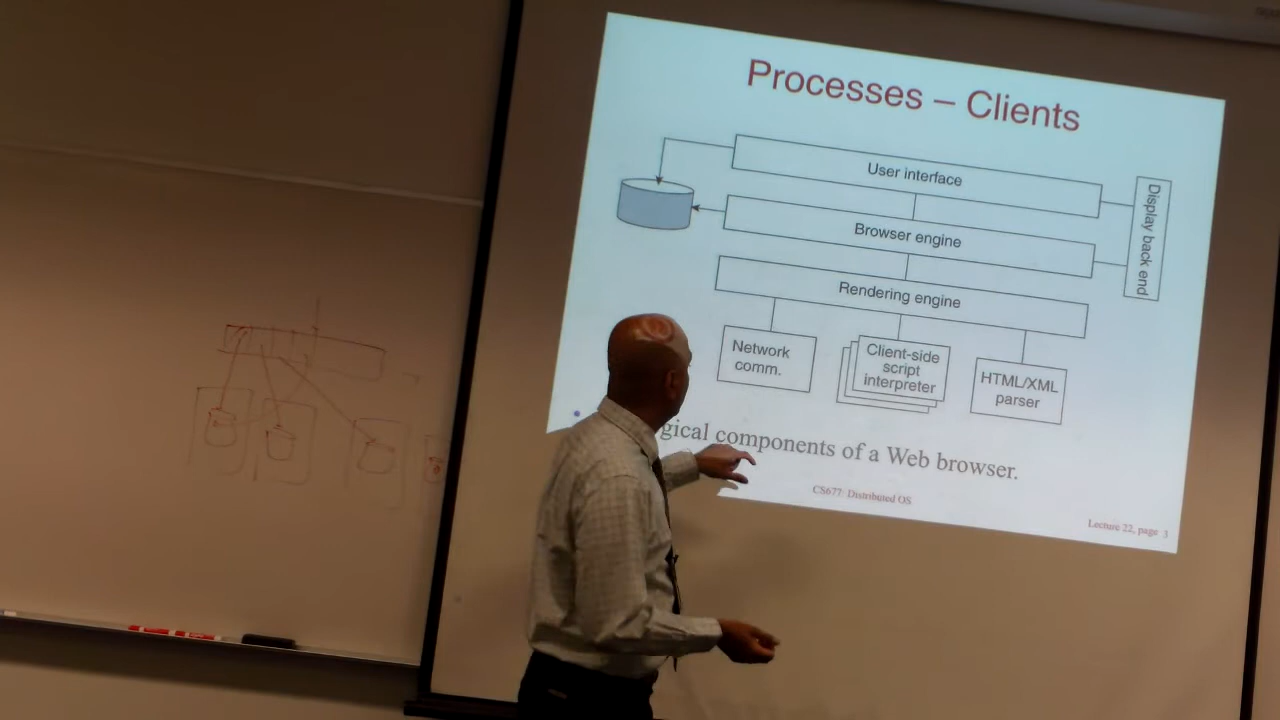 Processes – Clients
User interface
Display back end
Browser engine
Rendering engine
Network
comm.
Client-side
script
interpreter
HTML/XML
parser
components of a Web browser.
CS677: Distributed OS
Lecture 22, page 3